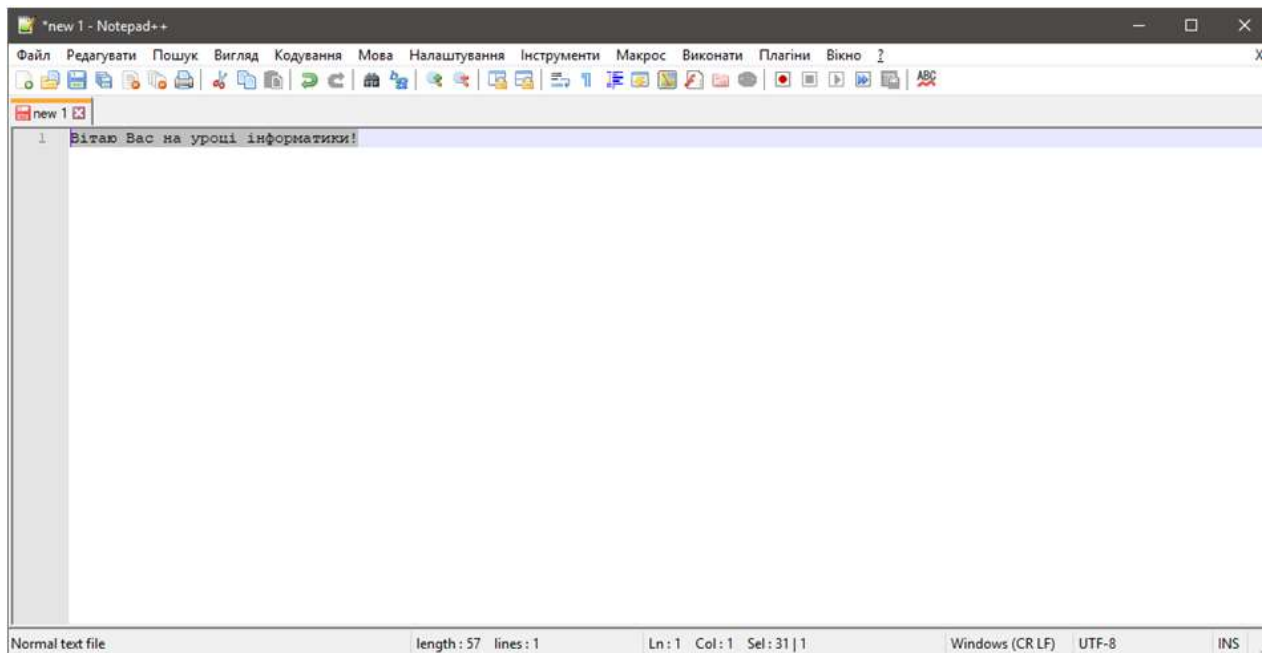 *new 1 - Notepad++
Файл Редагувати Пошук Вигляд Кодування Мова Налаштування Інструменти Макрос Виконати Плагіни Вікно ? X
ABC
new 1
1 Вітаю Вас на уроці інформатики!
Normal text file length : 57 lines : 1 Ln : 1 Col : 1 Sel : 31 | 1 Windows (CR LF) UTF-8 INS